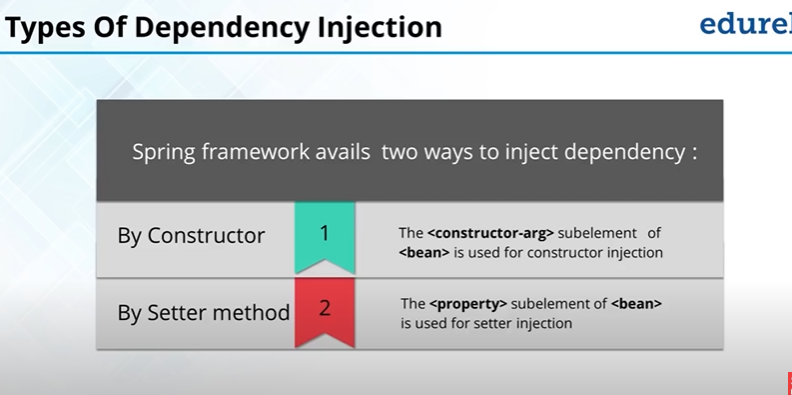 Types Of Dependency Injection
Spring framework avails two ways to inject dependency :
By Constructor
1
The <constructor-arg> subelement of
<bean> is used for constructor injection
By Setter method
2
The <property> subelement of <bean>
is used for setter injection